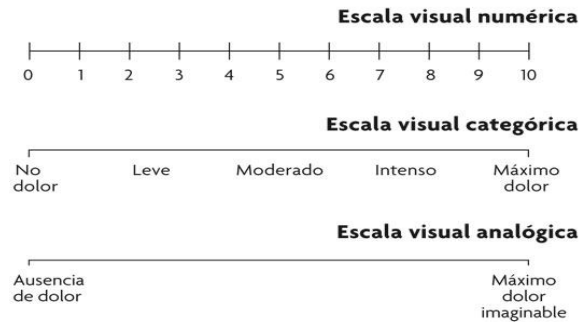 Escala visual numérica
0 1 2 3 4 5 6 7 8 9 10
Escala visual categórica
No dolor Leve Moderado Intenso Máximo dolor
Escala visual analógica
Ausencia de dolor Máximo dolor imaginable